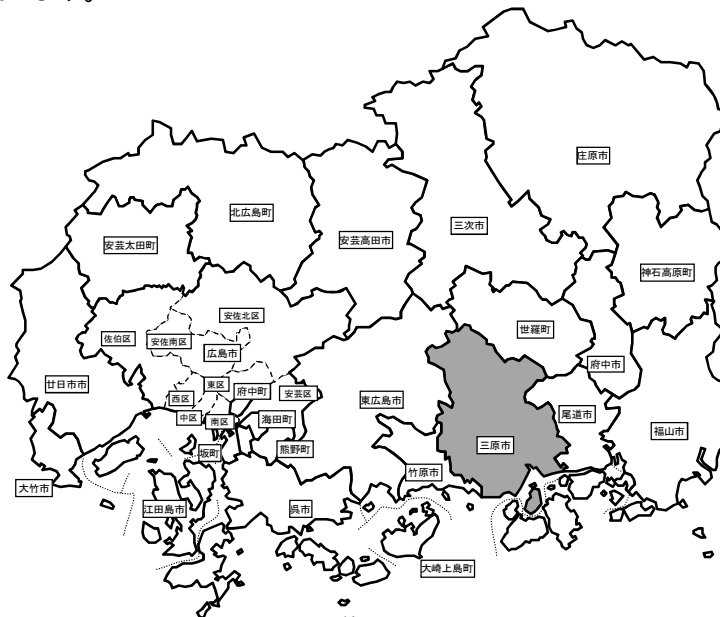 庄原市
北広島町
三次市
安芸高田市
安芸太田町
神石高原町
安佐北区
世羅町
佐伯区
安佐南区
広島市
府中市
廿日市市
東区
府中町
安芸区
西区
東広島市
尾道市
中区
南区
海田町
福山市
三原市
坂町
熊野町
竹原市
大竹市
江田島市
呉市
大崎上島町